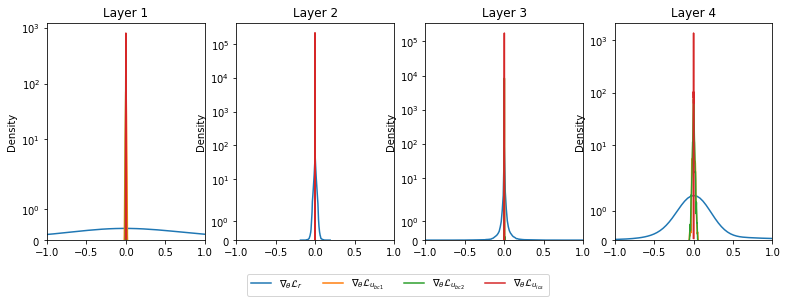 Layer 1 Layer 2 Layer 3 Layer 4
Density Density Density Density
10³ 10² 10¹ 10⁰ 0
10⁵ 10⁴ 10³ 10² 10¹ 10⁰ 0
10⁵ 10⁴ 10³ 10² 10¹ 10⁰ 0
10³ 10² 10¹ 10⁰ 0
−1.0 −0.5 0.0 0.5 1.0 −1.0 −0.5 0.0 0.5 1.0 −1.0 −0.5 0.0 0.5 1.0 −1.0 −0.5 0.0 0.5 1.0
∇θℒr ∇θℒu_bc1 ∇θℒu_bc2 ∇θℒu_ics